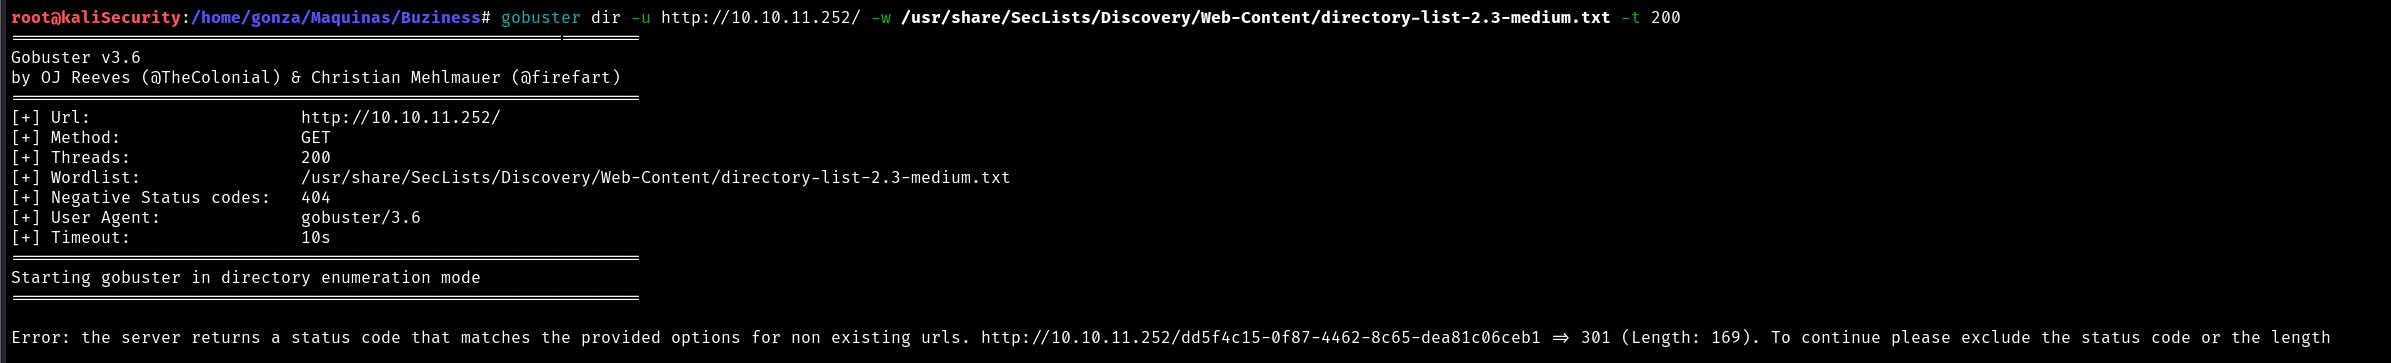 root@kaliSecurity:/home/gonza/Maquinas/Buziness# gobuster dir -u http://10.10.11.252/ -w /usr/share/SecLists/Discovery/Web-Content/directory-list-2.3-medium.txt -t 200
===============================================================
Gobuster v3.6
by OJ Reeves (@TheColonial) & Christian Mehlmauer (@firefart)
===============================================================
[+] Url:                     http://10.10.11.252/
[+] Method:                  GET
[+] Threads:                 200
[+] Wordlist:                /usr/share/SecLists/Discovery/Web-Content/directory-list-2.3-medium.txt
[+] Negative Status codes:   404
[+] User Agent:              gobuster/3.6
[+] Timeout:                 10s
===============================================================
Starting gobuster in directory enumeration mode
===============================================================
Error: the server returns a status code that matches the provided options for non existing urls. http://10.10.11.252/dd5f4c15-0f87-4462-8c65-dea81c06ceb1 => 301 (Length: 169). To continue please exclude the status code or the length